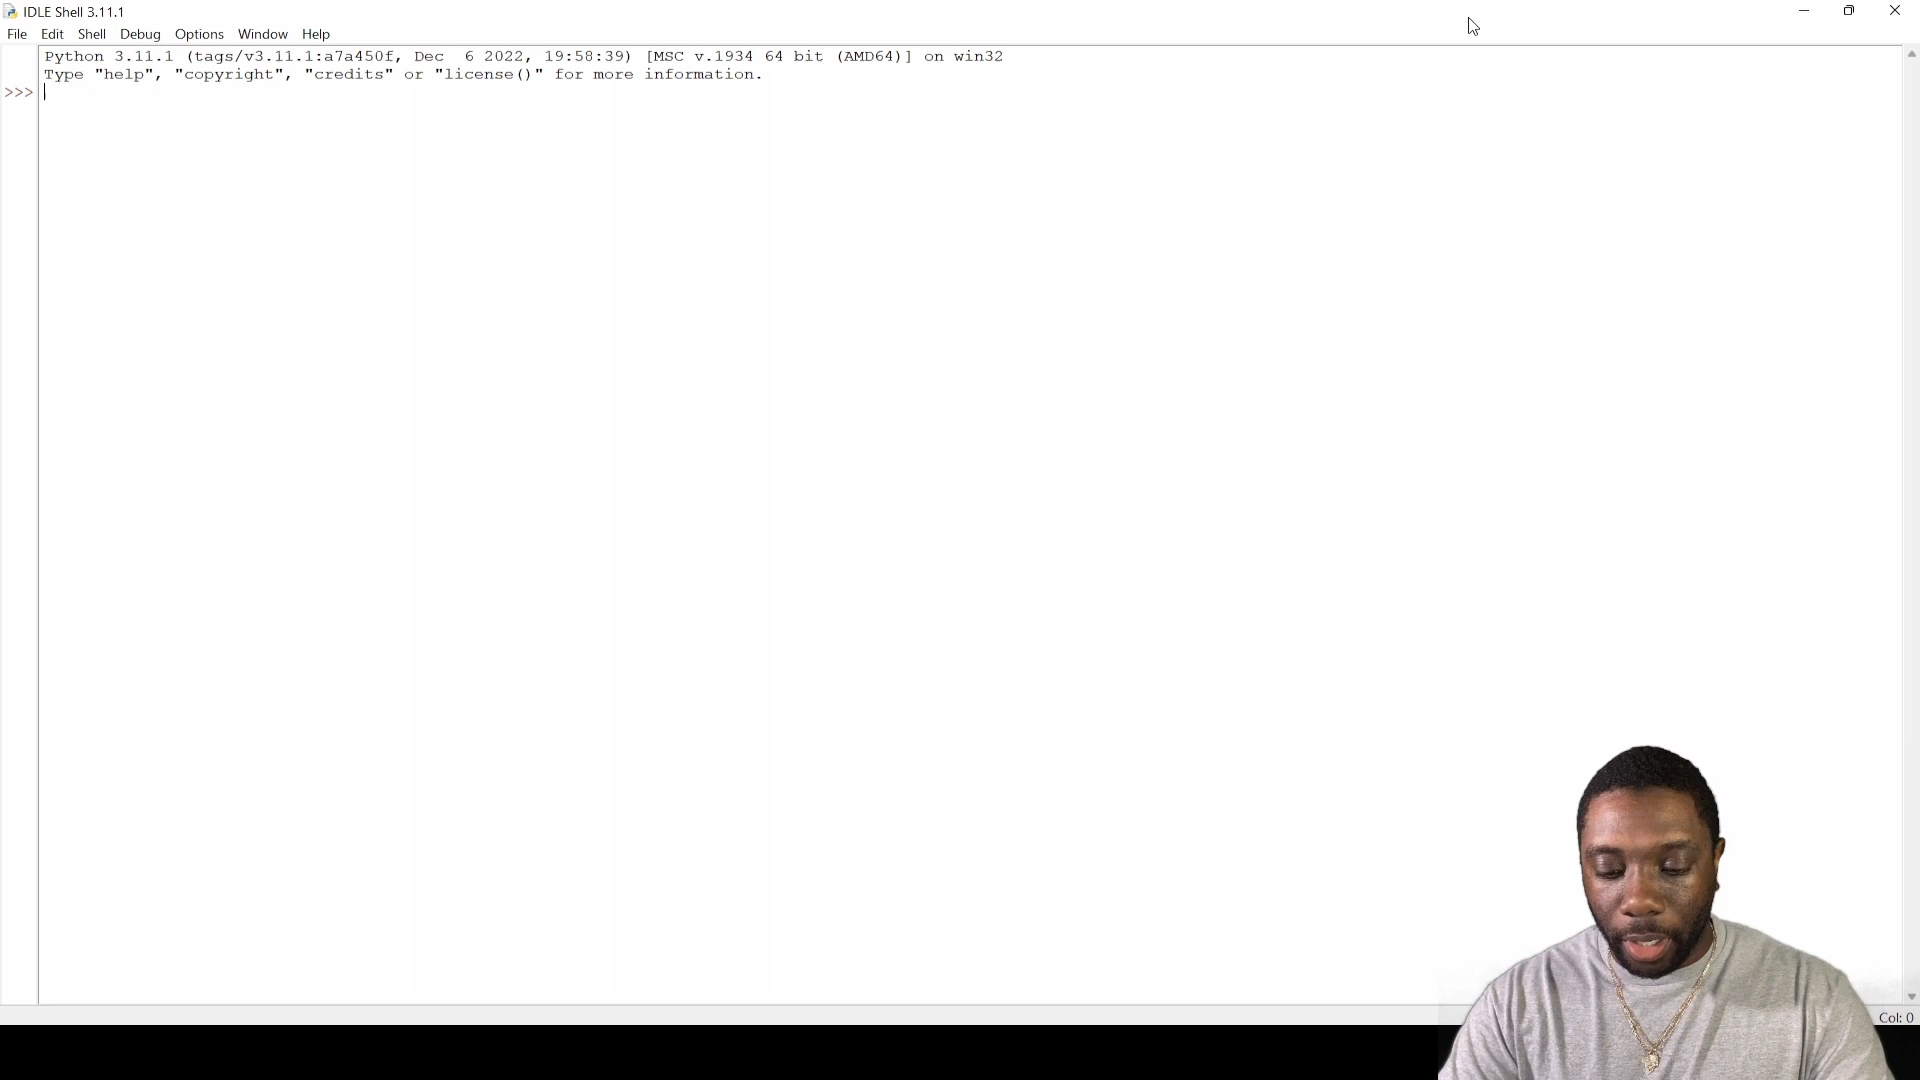 IDLE Shell 3.11.1
File Edit Shell Debug Options Window Help
Python 3.11.1 (tags/v3.11.1:a7a450f, Dec  6 2022, 19:58:39) [MSC v.1934 64 bit (AMD64)] on win32
Type "help", "copyright", "credits" or "license()" for more information.
>>>
Col: 0